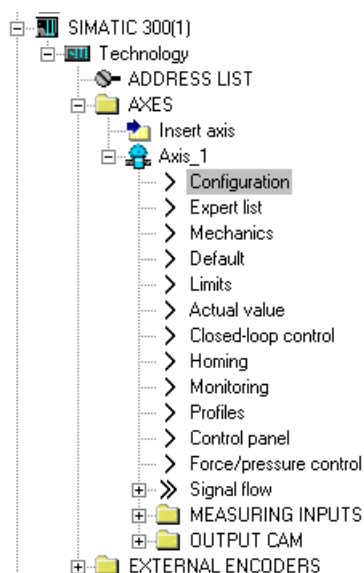 SIMATIC 300(1)
Technology
ADDRESS LIST
AXES
Insert axis
Axis_1
Configuration
Expert list
Mechanics
Default
Limits
Actual value
Closed-loop control
Homing
Monitoring
Profiles
Control panel
Force/pressure control
Signal flow
MEASURING INPUTS
OUTPUT CAM
EXTERNAL ENCODERS